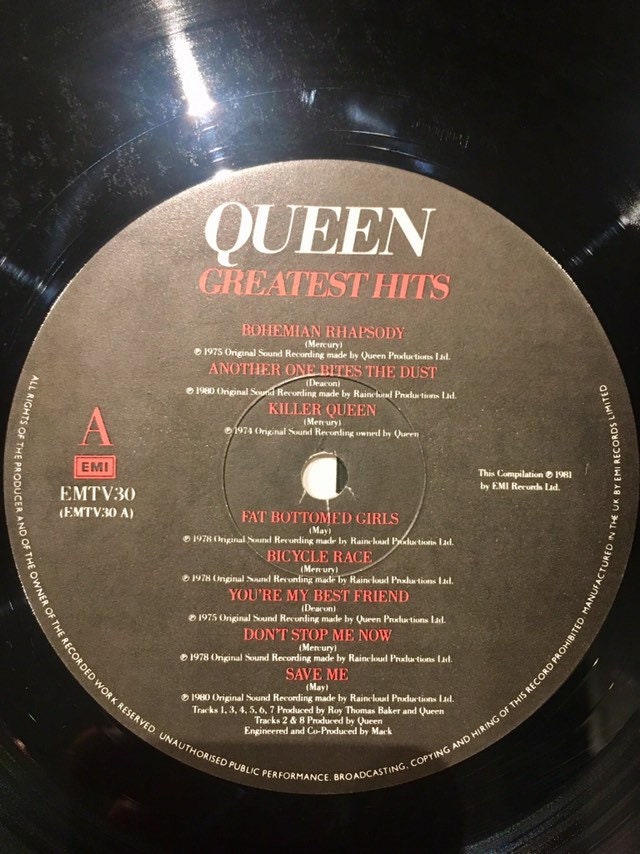 QUEEN
GREATEST HITS
BOHEMIAN RHAPSODY
(Mercury)
℗ 1975 Original Sound Recording made by Queen Productions Ltd.
ANOTHER ONE BITES THE DUST
(Deacon)
℗ 1980 Original Sound Recording made by Raincloud Productions Ltd.
KILLER QUEEN
(Mercury)
℗ 1974 Original Sound Recording owned by Queen
A
EMI
EMTV30
(EMTV30 A)
This Compilation ℗ 1981
by EMI Records Ltd.
FAT BOTTOMED GIRLS
(May)
℗ 1978 Original Sound Recording made by Raincloud Productions Ltd.
BICYCLE RACE
(Mercury)
℗ 1978 Original Sound Recording made by Raincloud Productions Ltd.
YOU'RE MY BEST FRIEND
(Deacon)
℗ 1975 Original Sound Recording made by Queen Productions Ltd.
DON'T STOP ME NOW
(Mercury)
℗ 1978 Original Sound Recording made by Raincloud Productions Ltd.
SAVE ME
(May)
℗ 1980 Original Sound Recording made by Raincloud Productions Ltd.
Tracks 1, 3, 4, 5, 6, 7 Produced by Roy Thomas Baker and Queen
Tracks 2 & 8 Produced by Queen
Engineered and Co-Produced by Mack
ALL RIGHTS OF THE PRODUCER AND OF THE OWNER OF THE RECORDED WORK RESERVED. UNAUTHORISED PUBLIC PERFORMANCE, BROADCASTING, COPYING AND HIRING OF THIS RECORD PROHIBITED. MANUFACTURED IN THE UK BY EMI RECORDS LIMITED